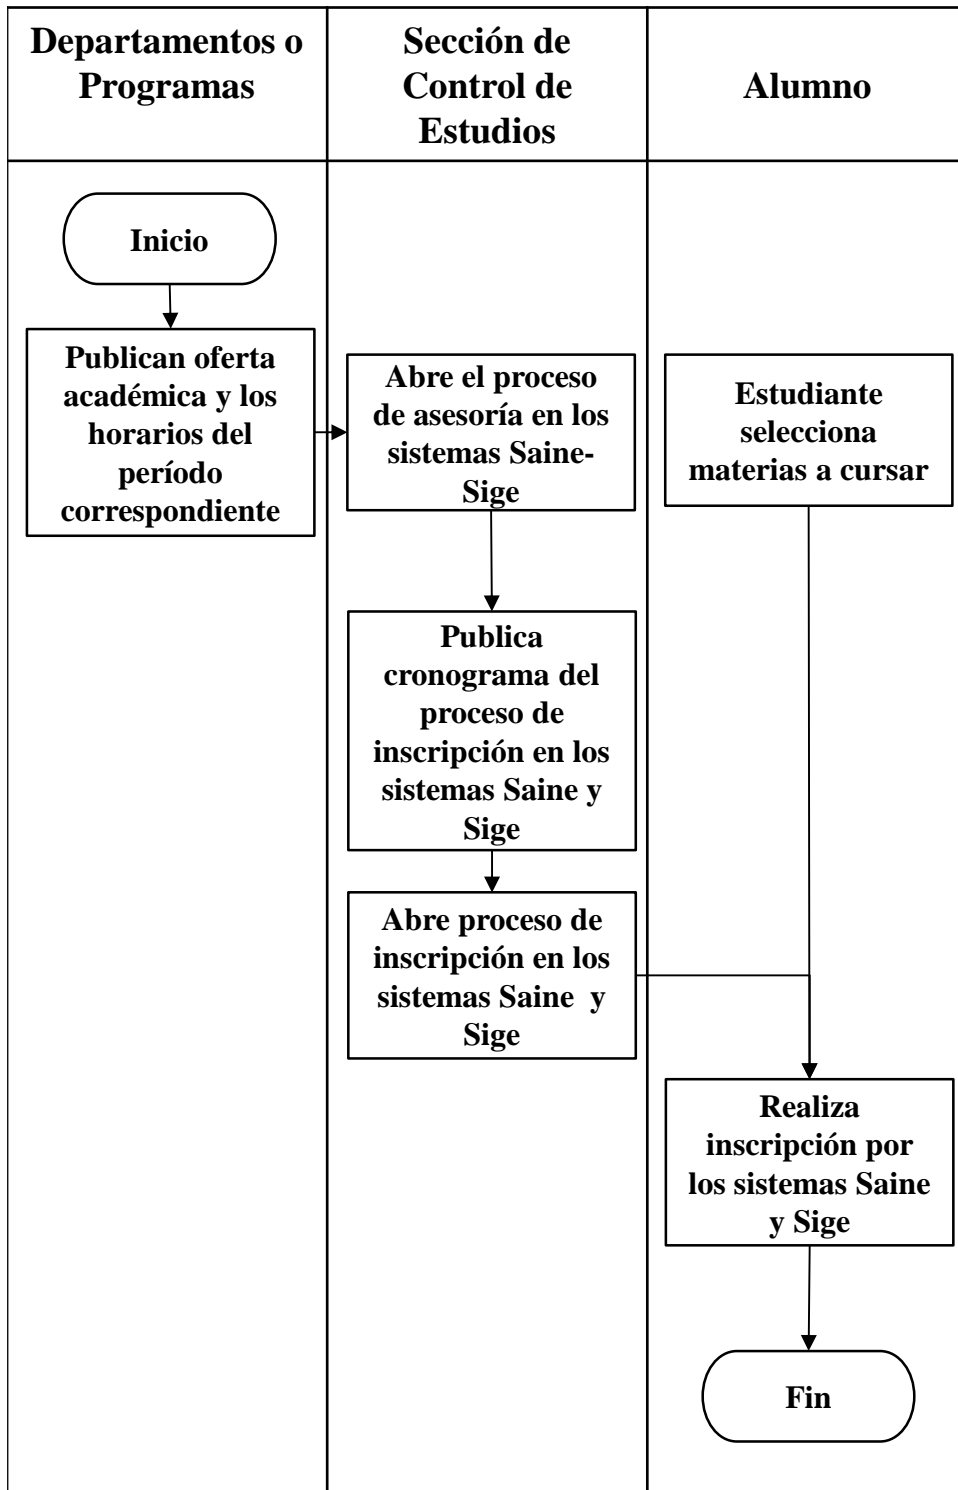 Departamentos o
Programas
Sección de
Control de
Estudios
Alumno
Inicio
Publican oferta
académica y los
horarios del
período
correspondiente
Abre el proceso
de asesoría en los
sistemas Saine-
Sige
Estudiante
selecciona
materias a cursar
Publica
cronograma del
proceso de
inscripción en los
sistemas Saine y
Sige
Abre proceso de
inscripción en los
sistemas Saine  y
Sige
Realiza
inscripción por
los sistemas Saine
y Sige
Fin